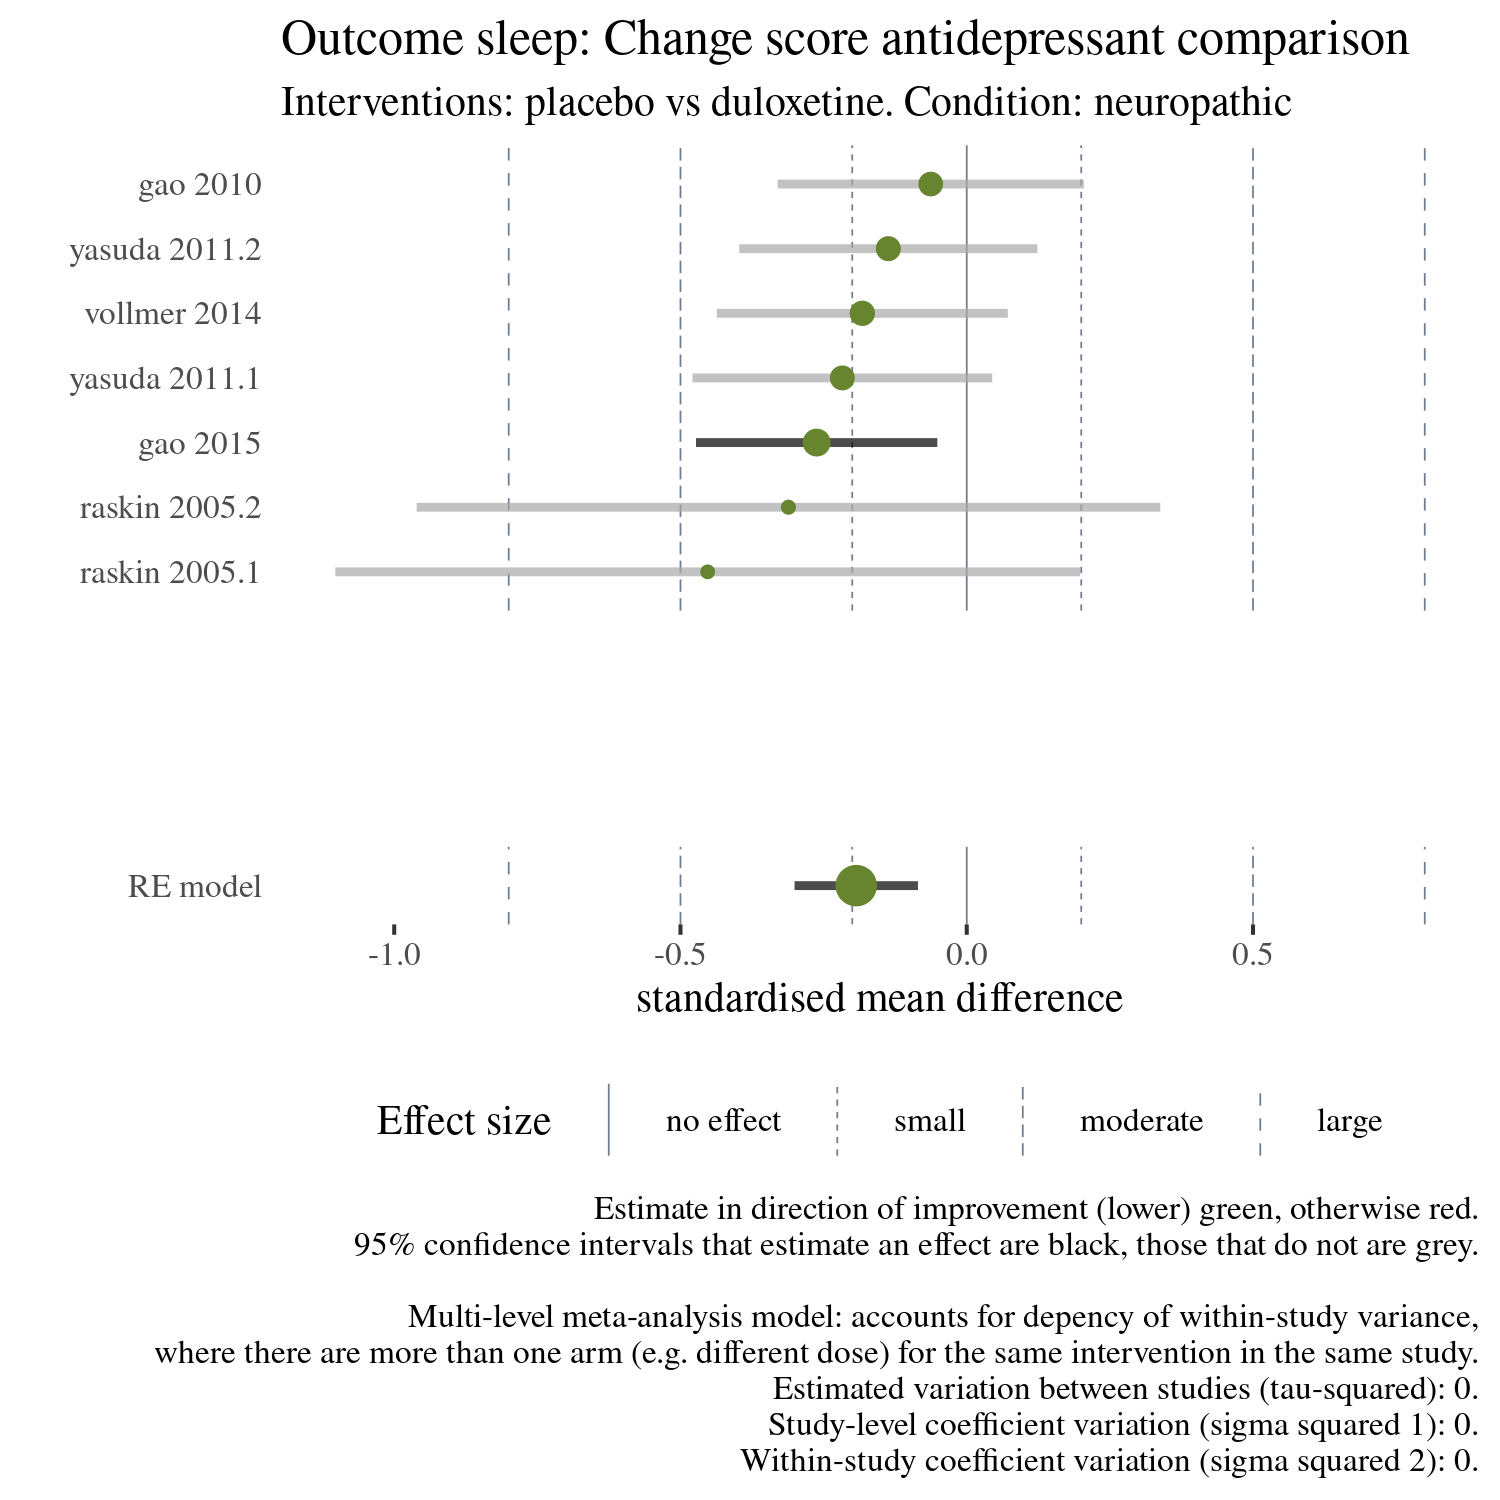 Outcome sleep: Change score antidepressant comparison
Interventions: placebo vs duloxetine. Condition: neuropathic
gao 2010
yasuda 2011.2
vollmer 2014
yasuda 2011.1
gao 2015
raskin 2005.2
raskin 2005.1
RE model
-1.0 -0.5 0.0 0.5
standardised mean difference
Effect size no effect small moderate large
Estimate in direction of improvement (lower) green, otherwise red.
95% confidence intervals that estimate an effect are black, those that do not are grey.
Multi-level meta-analysis model: accounts for depency of within-study variance,
where there are more than one arm (e.g. different dose) for the same intervention in the same study.
Estimated variation between studies (tau-squared): 0.
Study-level coefficient variation (sigma squared 1): 0.
Within-study coefficient variation (sigma squared 2): 0.